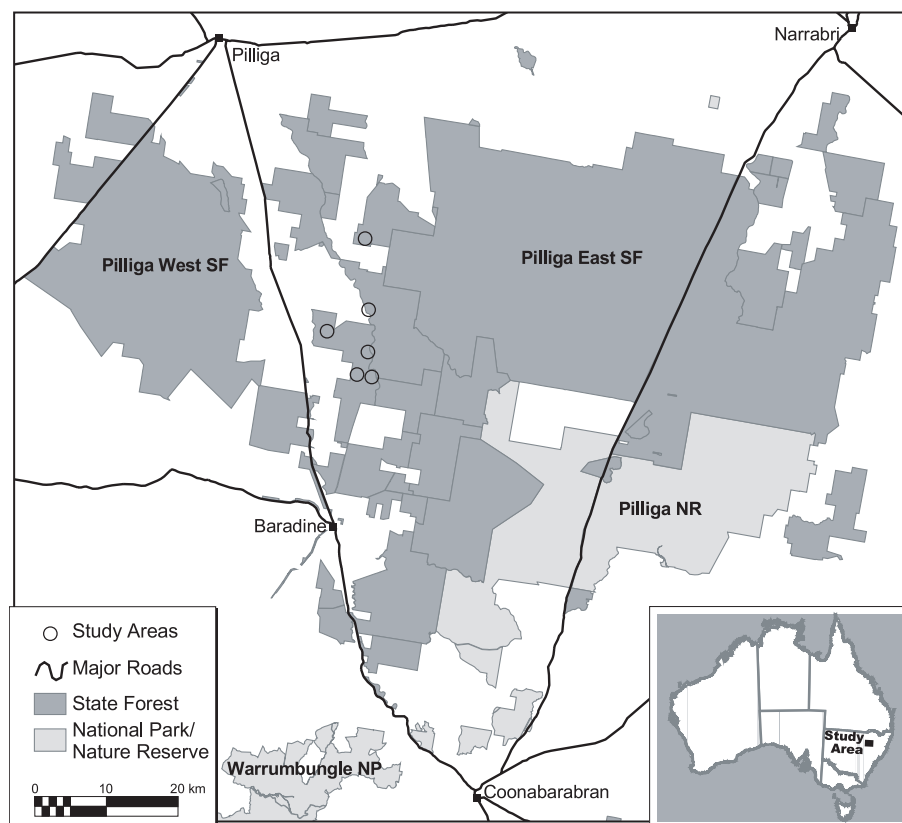 Narrabri
Pilliga
Pilliga West SF
Pilliga East SF
Pilliga NR
Baradine
Study Areas
Major Roads
State Forest
National Park/
Nature Reserve
0 10 20 km
Warrumbungle NP
Coonabarabran
Study
Area